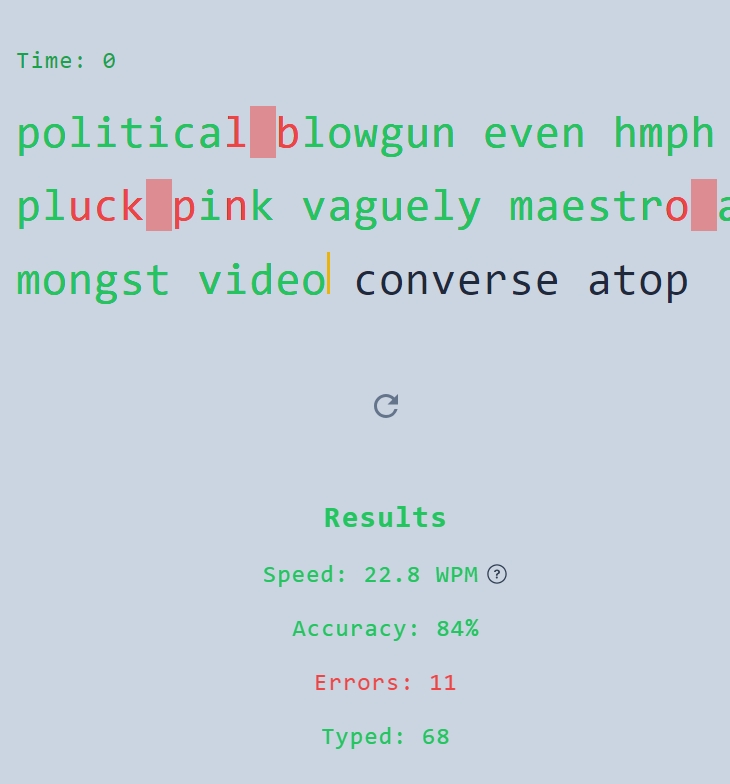 Time: 0
political blowgun even hmph
pluck pink vaguely maestro a
mongst video converse atop
Results
Speed: 22.8 WPM ?
Accuracy: 84%
Errors: 11
Typed: 68